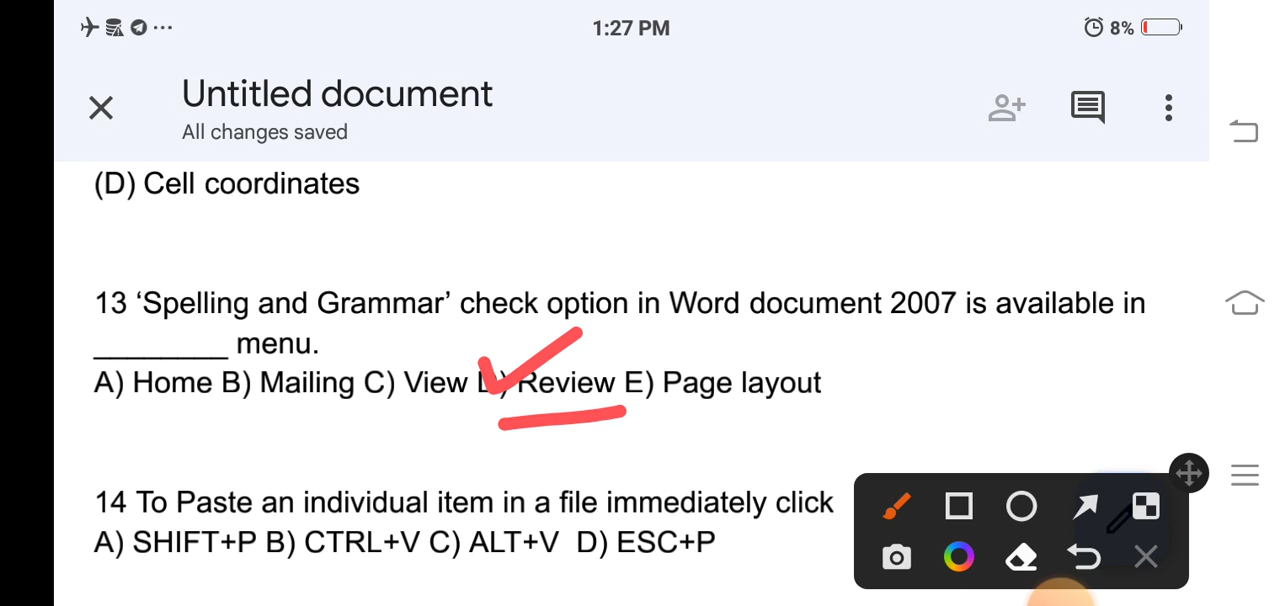 1:27 PM
8%
Untitled document
All changes saved
(D) Cell coordinates
13 ‘Spelling and Grammar’ check option in Word document 2007 is available in
________ menu.
A) Home B) Mailing C) View D) Review E) Page layout
14 To Paste an individual item in a file immediately click
A) SHIFT+P B) CTRL+V C) ALT+V D) ESC+P